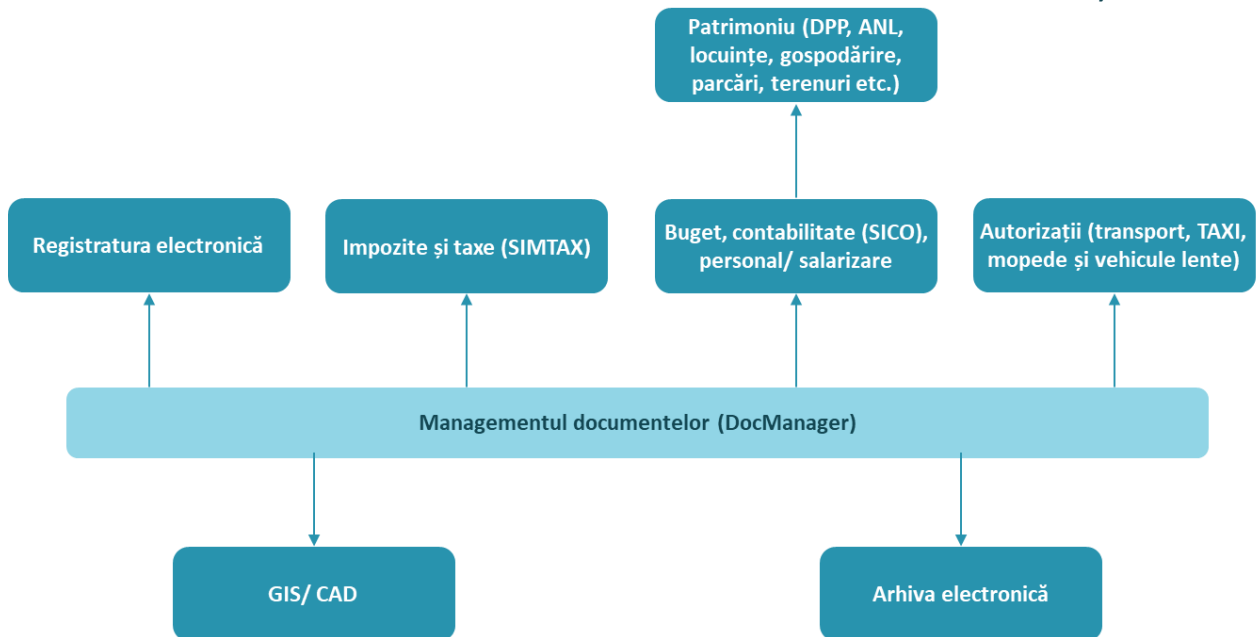 Patrimoniu (DPP, ANL,
locuințe, gospodărire,
parcări, terenuri etc.)
Registratura electronică
Impozite și taxe (SIMTAX)
Buget, contabilitate (SICO),
personal/ salarizare
Autorizații (transport, TAXI,
mopede și vehicule lente)
Managementul documentelor (DocManager)
GIS/ CAD
Arhiva electronică